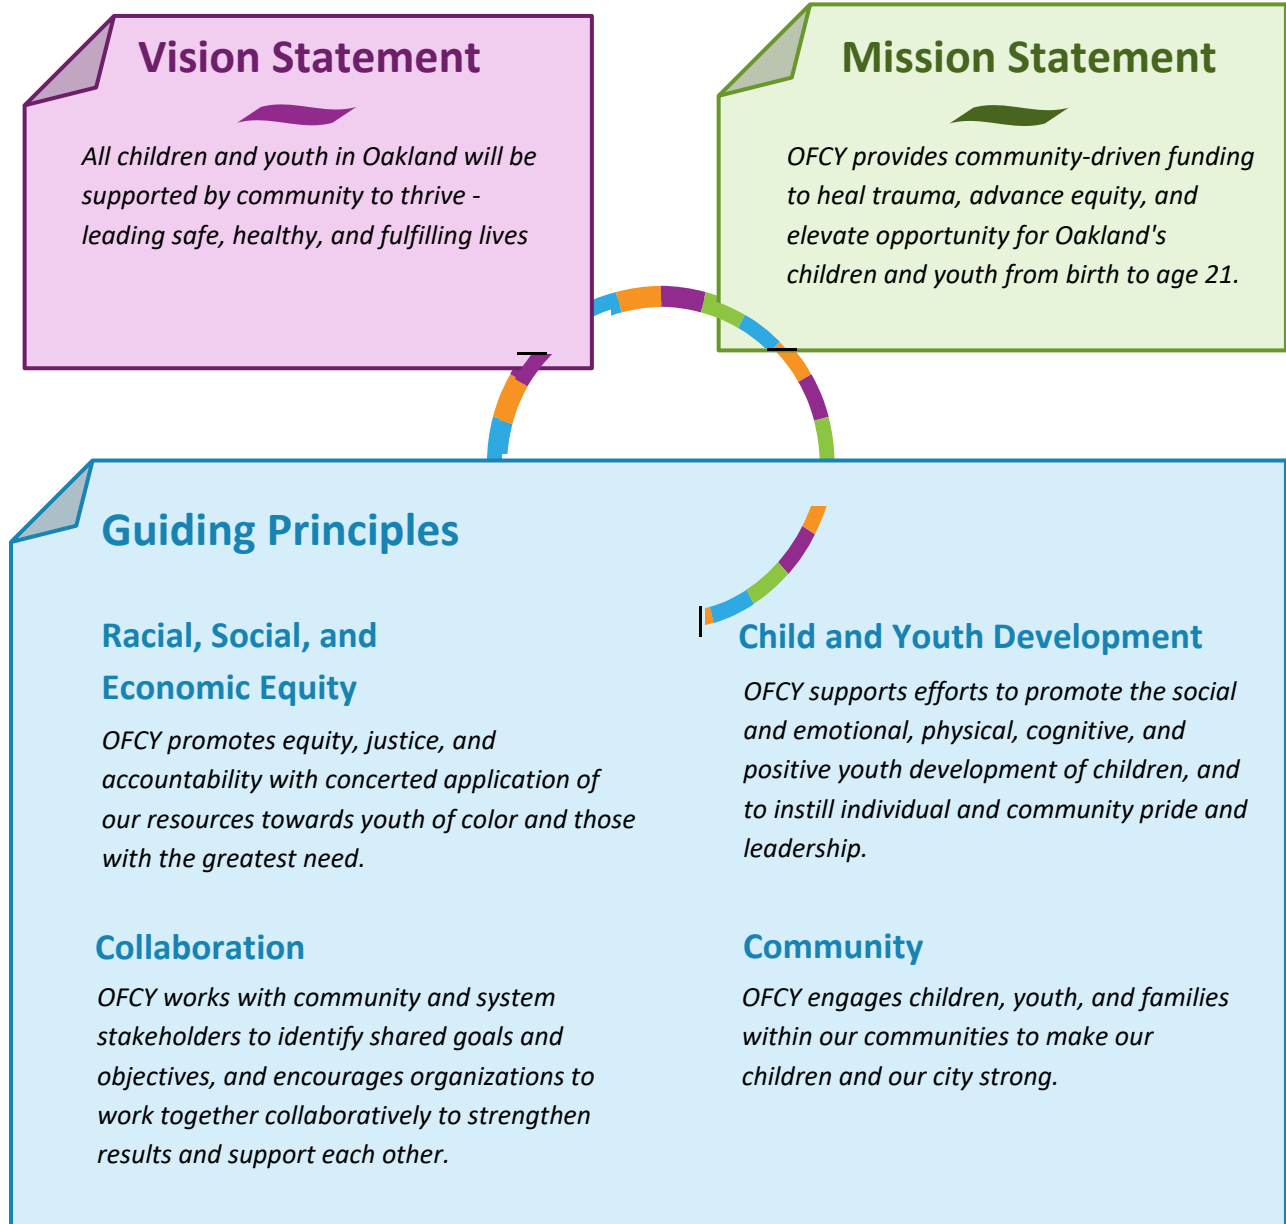 Vision Statement
All children and youth in Oakland will be
supported by community to thrive -
leading safe, healthy, and fulfilling lives
Mission Statement
OFCY provides community-driven funding
to heal trauma, advance equity, and
elevate opportunity for Oakland's
children and youth from birth to age 21.
Guiding Principles
Racial, Social, and
Economic Equity
OFCY promotes equity, justice, and
accountability with concerted application of
our resources towards youth of color and those
with the greatest need.
Child and Youth Development
OFCY supports efforts to promote the social
and emotional, physical, cognitive, and
positive youth development of children, and
to instill individual and community pride and
leadership.
Collaboration
OFCY works with community and system
stakeholders to identify shared goals and
objectives, and encourages organizations to
work together collaboratively to strengthen
results and support each other.
Community
OFCY engages children, youth, and families
within our communities to make our
children and our city strong.